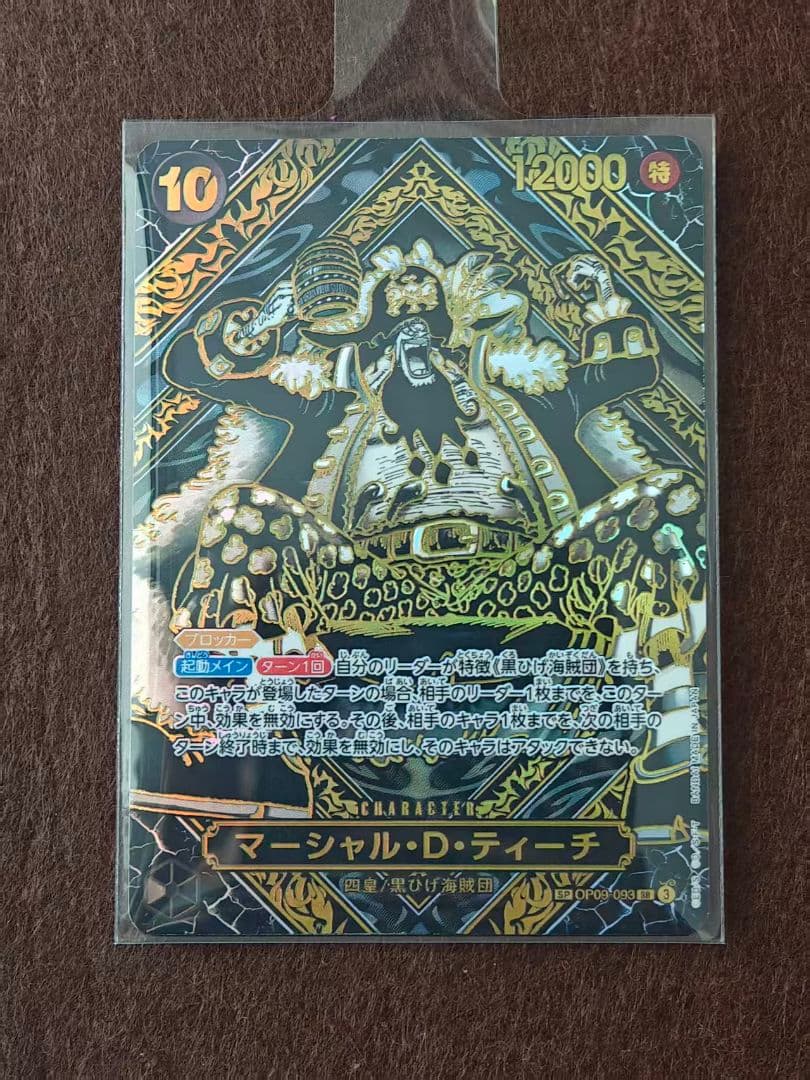 10
12000
特
ブロッカー
起動メイン ターン1回 自分のリーダーが特徴《黒ひげ海賊団》を持ち、
このキャラが登場したターンの場合、相手のリーダー1枚までを、このター
ン中、効果を無効にする。その後、相手のキャラ1枚までを、次の相手の
ターン終了時まで、効果を無効にし、そのキャラはアタックできない。
CHARACTER
マーシャル・D・ティーチ
四皇/黒ひげ海賊団
SP OP09-093 SR 3
BANDAI MADE IN JAPAN